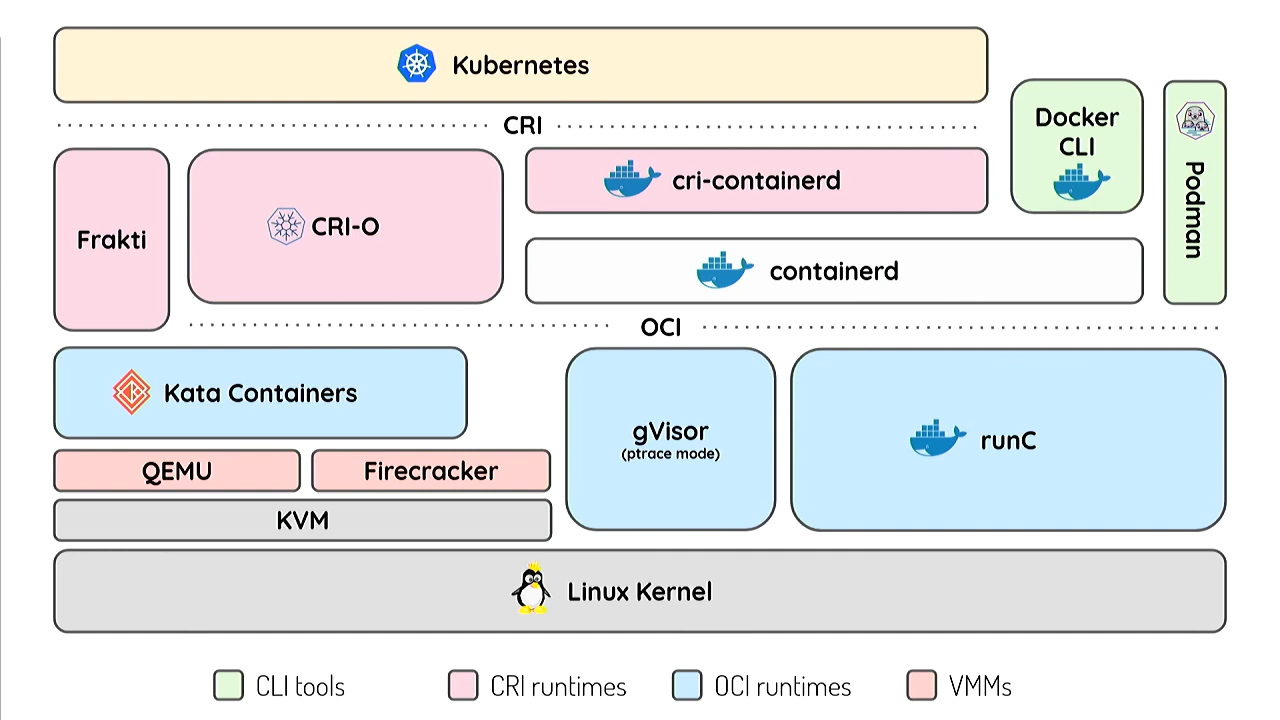 Kubernetes
CRI
Docker
CLI
Podman
Frakti
CRI-O
cri-containerd
containerd
OCI
Kata Containers
gVisor
(ptrace mode)
runC
QEMU
Firecracker
KVM
Linux Kernel
CLI tools
CRI runtimes
OCI runtimes
VMMs